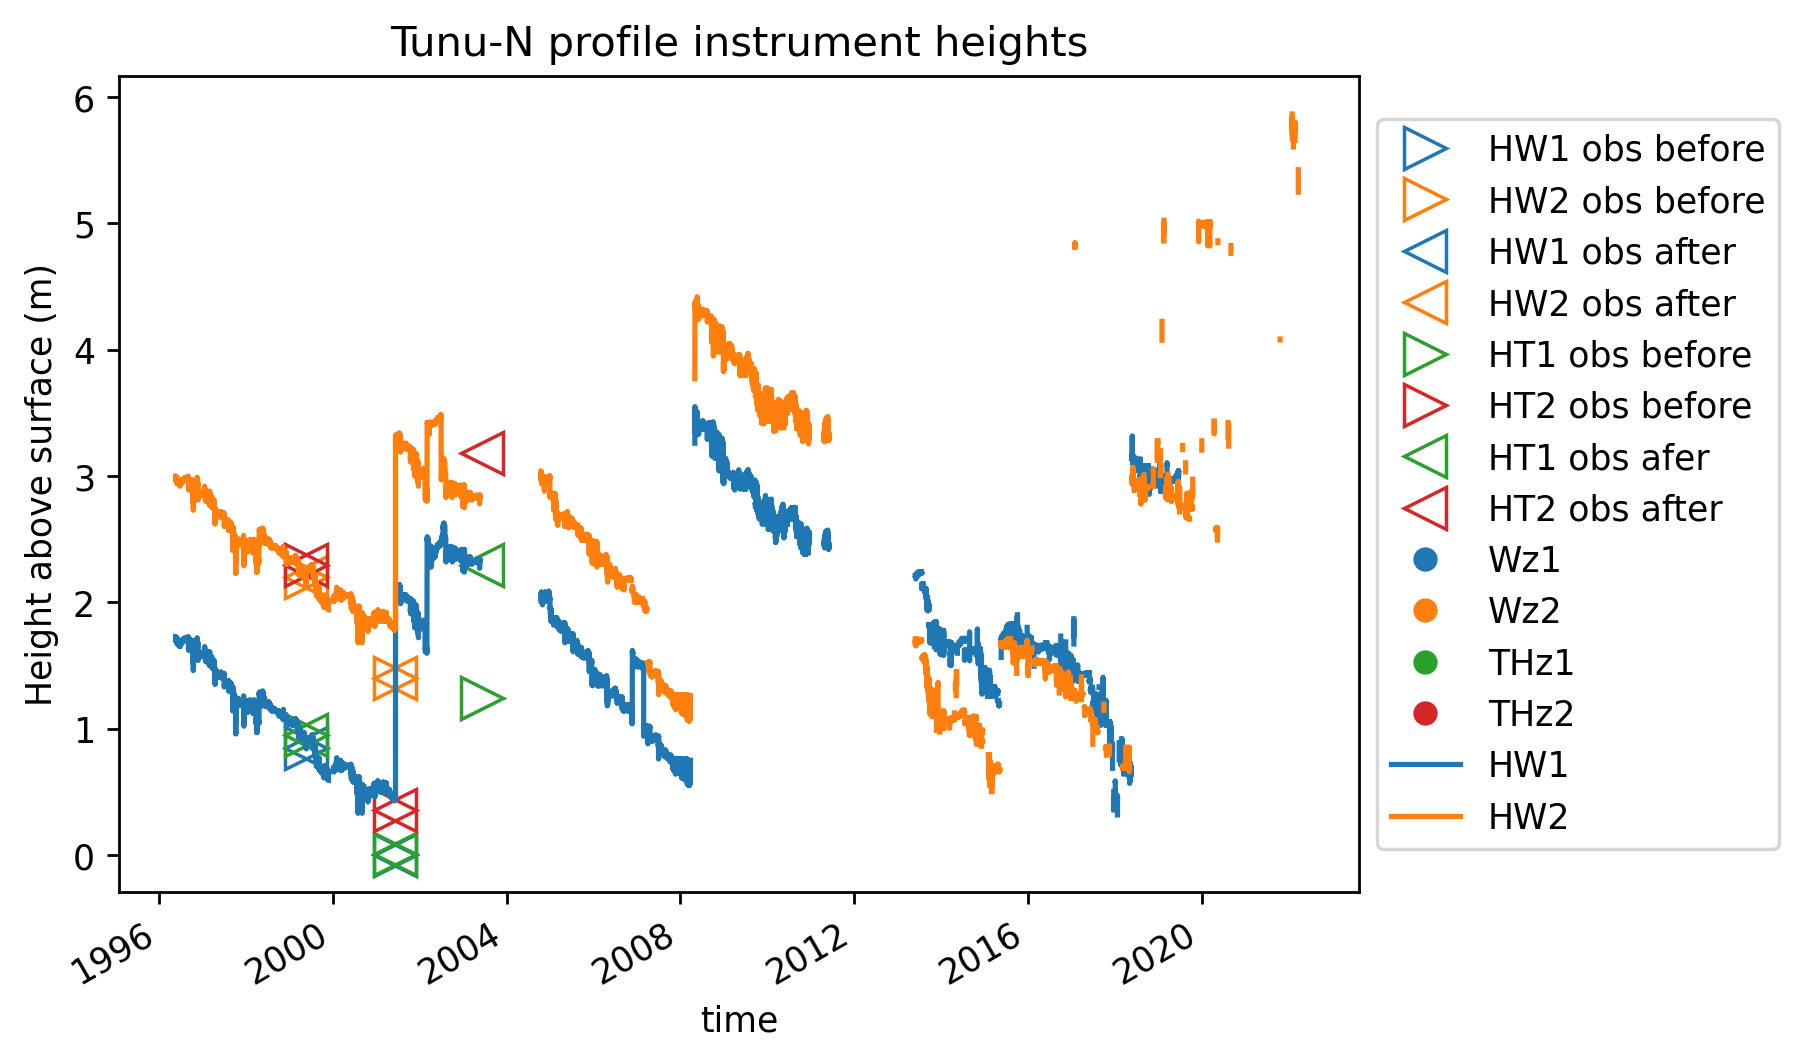 Tunu-N profile instrument heights
Height above surface (m)
6
5
4
3
2
1
0
1996
2000
2004
2008
2012
2016
2020
time
HW1 obs before
HW2 obs before
HW1 obs after
HW2 obs after
HT1 obs before
HT2 obs before
HT1 obs afer
HT2 obs after
Wz1
Wz2
THz1
THz2
HW1
HW2